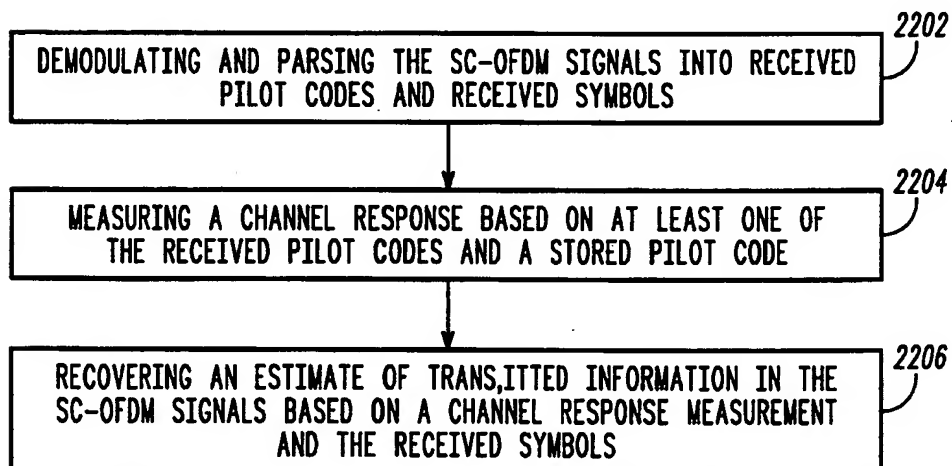 2202
DEMODULATING AND PARSING THE SC-OFDM SIGNALS INTO RECEIVED
PILOT CODES AND RECEIVED SYMBOLS
2204
MEASURING A CHANNEL RESPONSE BASED ON AT LEAST ONE OF
THE RECEIVED PILOT CODES AND A STORED PILOT CODE
2206
RECOVERING AN ESTIMATE OF TRANS,ITTED INFORMATION IN THE
SC-OFDM SIGNALS BASED ON A CHANNEL RESPONSE MEASUREMENT
AND THE RECEIVED SYMBOLS